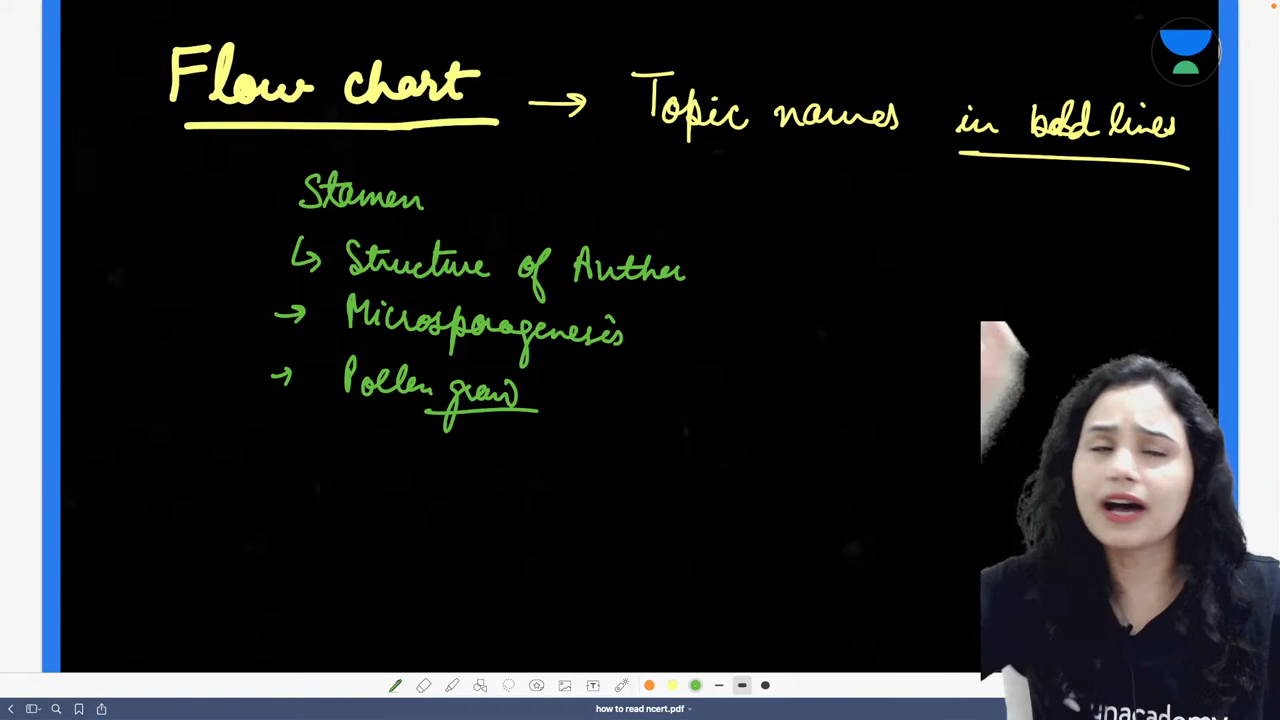 Flow chart → Topic names in bold lines
Stamen
↳ Structure of Anther
→ Microsporogenesis
→ Pollen grain
unacademy
how to read ncert.pdf